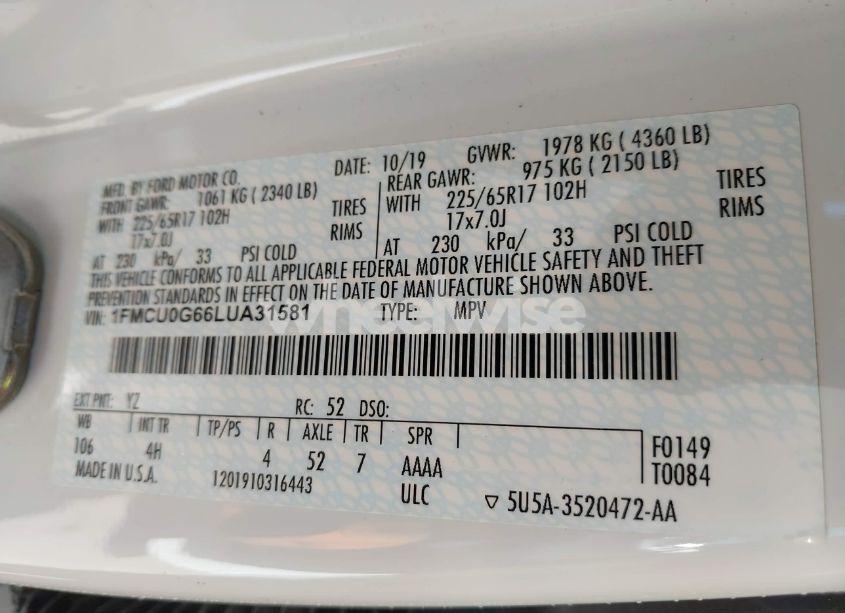 MFD. BY FORD MOTOR CO. DATE: 10/19 GVWR: 1978 KG ( 4360 LB)
FRONT GAWR: 1061 KG ( 2340 LB) REAR GAWR: 975 KG ( 2150 LB)
WITH 225/65R17 102H TIRES WITH 225/65R17 102H TIRES
17x7.0J RIMS 17x7.0J RIMS
AT 230 kPa/ 33 PSI COLD AT 230 kPa/ 33 PSI COLD
THIS VEHICLE CONFORMS TO ALL APPLICABLE FEDERAL MOTOR VEHICLE SAFETY AND THEFT
PREVENTION STANDARDS IN EFFECT ON THE DATE OF MANUFACTURE SHOWN ABOVE.
VIN: 1FMCU0G66LUA31581 TYPE: MPV
wheelwise
EXT PNT: YZ RC: 52 DSO:
WB INT TR TP/PS R AXLE TR SPR F0149
106 4H 4 52 7 AAAA T0084
MADE IN U.S.A. 1201910316443 ULC ▽ 5U5A-3520472-AA